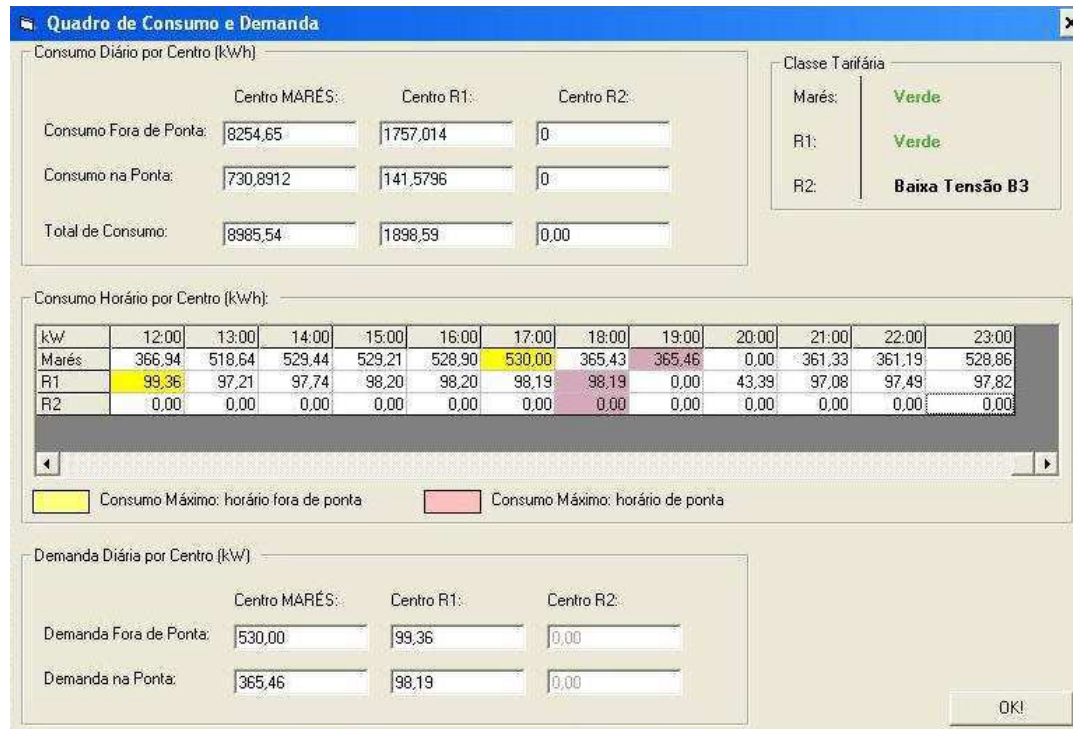 Quadro de Consumo e Demanda
Consumo Diário por Centro (kWh)
Centro MARÉS: Centro R1: Centro R2:
Consumo Fora de Ponta: 8254,65 1757,014 0
Consumo na Ponta: 730,8912 141,5796 0
Total de Consumo: 8985,54 1898,59 0,00
Classe Tarifária
Marés: Verde
R1: Verde
R2: Baixa Tensão B3
Consumo Horário por Centro (kWh):
kW 12:00 13:00 14:00 15:00 16:00 17:00 18:00 19:00 20:00 21:00 22:00 23:00
Marés 366,94 518,64 529,44 529,21 528,90 530,00 365,43 365,46 0,00 361,33 361,19 528,86
R1 99,36 97,21 97,74 98,20 98,20 98,19 98,19 0,00 43,39 97,08 97,49 97,82
R2 0,00 0,00 0,00 0,00 0,00 0,00 0,00 0,00 0,00 0,00 0,00 0,00
Consumo Máximo: horário fora de ponta Consumo Máximo: horário de ponta
Demanda Diária por Centro (kW)
Centro MARÉS: Centro R1: Centro R2:
Demanda Fora de Ponta: 530,00 99,36 0,00
Demanda na Ponta: 365,46 98,19 0,00
OK!